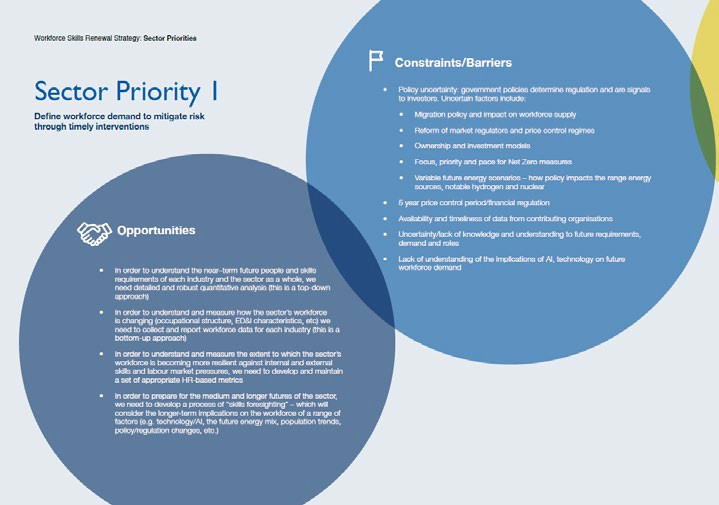 Workforce Skills Renewal Strategy: Sector Priorities
Sector Priority 1
Define workforce demand to mitigate risk
through timely interventions
Opportunities
• In order to understand the near-term future people and skills
requirements of each industry and the sector as a whole, we
need detailed and robust quantitative analysis (this is a top-down
approach)
• In order to understand and measure how the sector's workforce
is changing (occupational structure, ED&I characteristics, etc) we
need to collect and report workforce data for each industry (this is a
bottom-up approach)
• In order to understand and measure the extent to which the sector's
workforce is becoming more resilient against internal and external
skills and labour market pressures, we need to develop and maintain
a set of appropriate HR-based metrics
• In order to prepare for the medium and longer futures of the sector,
we need to develop a process of "skills foresighting" – which will
consider the longer-term implications on the workforce of a range of
factors (e.g. technology/AI, the future energy mix, population trends,
policy/regulation changes, etc.)
Constraints/Barriers
• Policy uncertainty: government policies determine regulation and are signals
to investors. Uncertain factors include:
• Migration policy and impact on workforce supply
• Reform of market regulators and price control regimes
• Ownership and investment models
• Focus, priority and pace for Net Zero measures
• Variable future energy scenarios – how policy impacts the range energy
sources, notable hydrogen and nuclear
• 5 year price control period/financial regulation
• Availability and timeliness of data from contributing organisations
• Uncertainty/lack of knowledge and understanding to future requirements,
demand and roles
• Lack of understanding of the implications of AI, technology on future
workforce demand